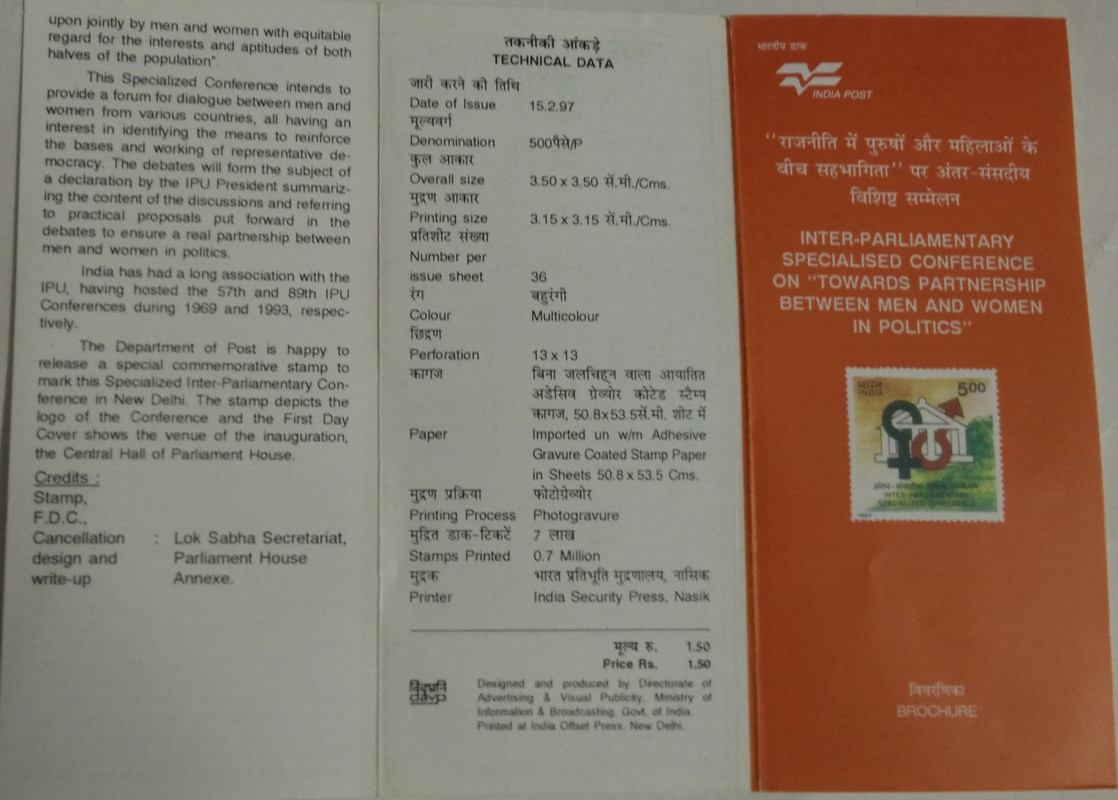 upon jointly by men and women with equitable
regard for the interests and aptitudes of both
halves of the population".
This Specialized Conference intends to
provide a forum for dialogue between men and
women from various countries, all having an
interest in identifying the means to reinforce
the bases and working of representative de-
mocracy. The debates will form the subject of
a declaration by the IPU President summariz-
ing the content of the discussions and referring
to practical proposals put forward in the
debates to ensure a real partnership between
men and women in politics.
India has had a long association with the
IPU, having hosted the 57th and 89th IPU
Conferences during 1969 and 1993, respec-
tively.
The Department of Post is happy to
release a special commemorative stamp to
mark this Specialized Inter-Parliamentary Con-
ference in New Delhi. The stamp depicts the
logo of the Conference and the First Day
Cover shows the venue of the inauguration,
the Central Hall of Parliament House.
Credits :
Stamp,
F.D.C.,
Cancellation : Lok Sabha Secretariat,
design and Parliament House
write-up Annexe.
तकनीकी आंकड़े
TECHNICAL DATA
जारी करने की तिथि
Date of Issue 15.2.97
मूल्यवर्ग
Denomination 500पैसे/P
कुल आकार
Overall size 3.50 x 3.50 सें.मी./Cms.
मुद्रण आकार
Printing size 3.15 x 3.15 सें.मी./Cms.
प्रतिशीट संख्या
Number per
issue sheet 36
रंग बहुरंगी
Colour Multicolour
छिद्रण
Perforation 13 x 13
कागज बिना जलचिह्न वाला आयातित
अडेसिव ग्रेव्योर कोटेड स्टैम्प
कागज, 50.8x53.5सें.मी. शीट में
Paper Imported un w/m Adhesive
Gravure Coated Stamp Paper
in Sheets 50.8 x 53.5 Cms.
मुद्रण प्रक्रिया फोटोग्रेव्योर
Printing Process Photogravure
मुद्रित डाक-टिकटें 7 लाख
Stamps Printed 0.7 Million
मुद्रक भारत प्रतिभूति मुद्रणालय, नासिक
Printer India Security Press, Nasik
मूल्य रु. 1.50
Price Rs. 1.50
davp
Designed and produced by Directorate of
Advertising & Visual Publicity, Ministry of
Information & Broadcasting, Govt. of India.
Printed at India Offset Press, New Delhi.
भारतीय डाक
INDIA POST
"राजनीति में पुरुषों और महिलाओं के
बीच सहभागिता" पर अंतर-संसदीय
विशिष्ट सम्मेलन
INTER-PARLIAMENTARY
SPECIALISED CONFERENCE
ON "TOWARDS PARTNERSHIP
BETWEEN MEN AND WOMEN
IN POLITICS"
भारत 5.00
INDIA
अंतर-संसदीय विशिष्ट सम्मेलन
INTER-PARLIAMENTARY
SPECIALIZED CONFERENCE
1997
विवरणिका
BROCHURE